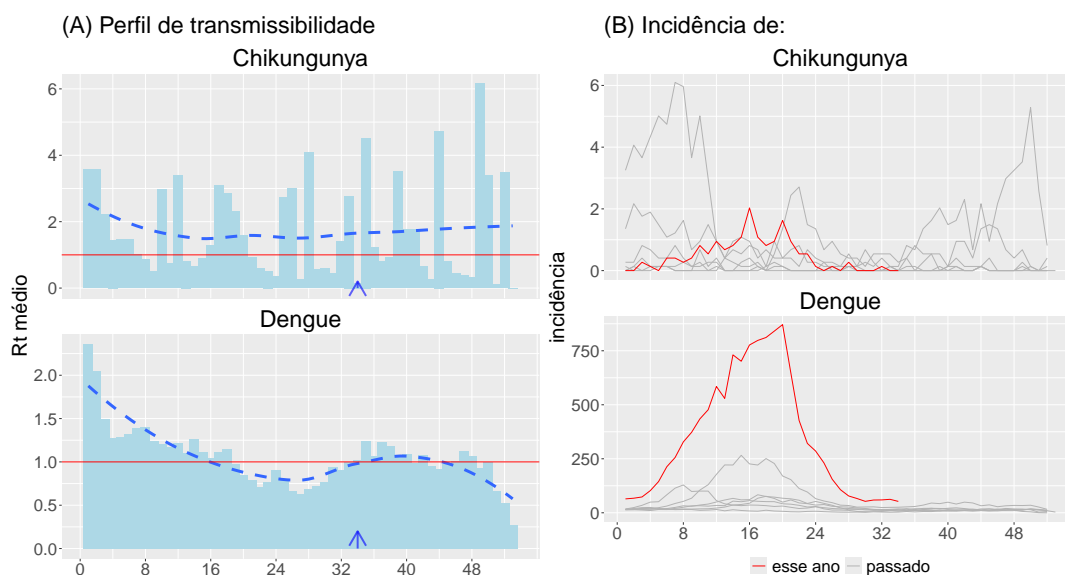 (A) Perfil de transmissibilidade
Chikungunya
6
4
2
0
Dengue
2.0
1.5
1.0
0.5
0.0
0 8 16 24 32 40 48
Rt médio
(B) Incidência de:
Chikungunya
6
4
2
0
Dengue
750
500
250
0
0 8 16 24 32 40 48
incidência
esse ano passado